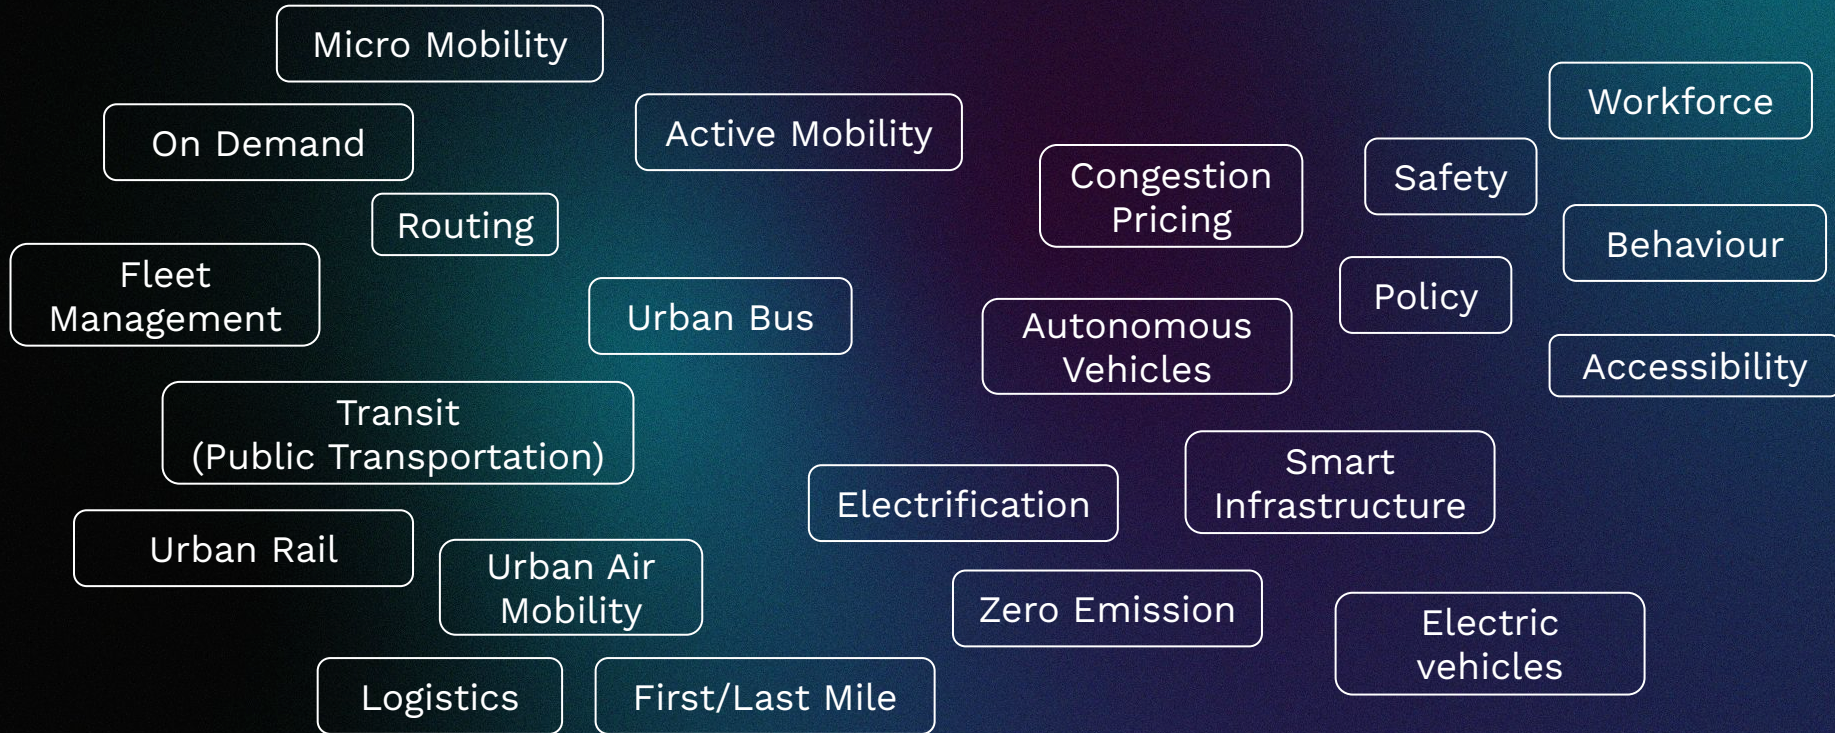 Micro Mobility
Workforce
On Demand
Active Mobility
Congestion
Pricing
Safety
Routing
Behaviour
Fleet
Management
Urban Bus
Policy
Autonomous
Vehicles
Accessibility
Transit
(Public Transportation)
Smart
Infrastructure
Electrification
Urban Rail
Urban Air
Mobility
Zero Emission
Electric
vehicles
Logistics
First/Last Mile